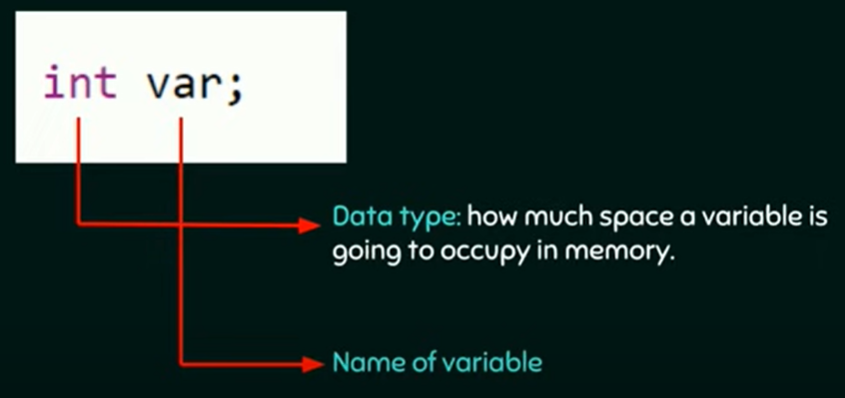 int var;
Data type: how much space a variable is
going to occupy in memory.
Name of variable